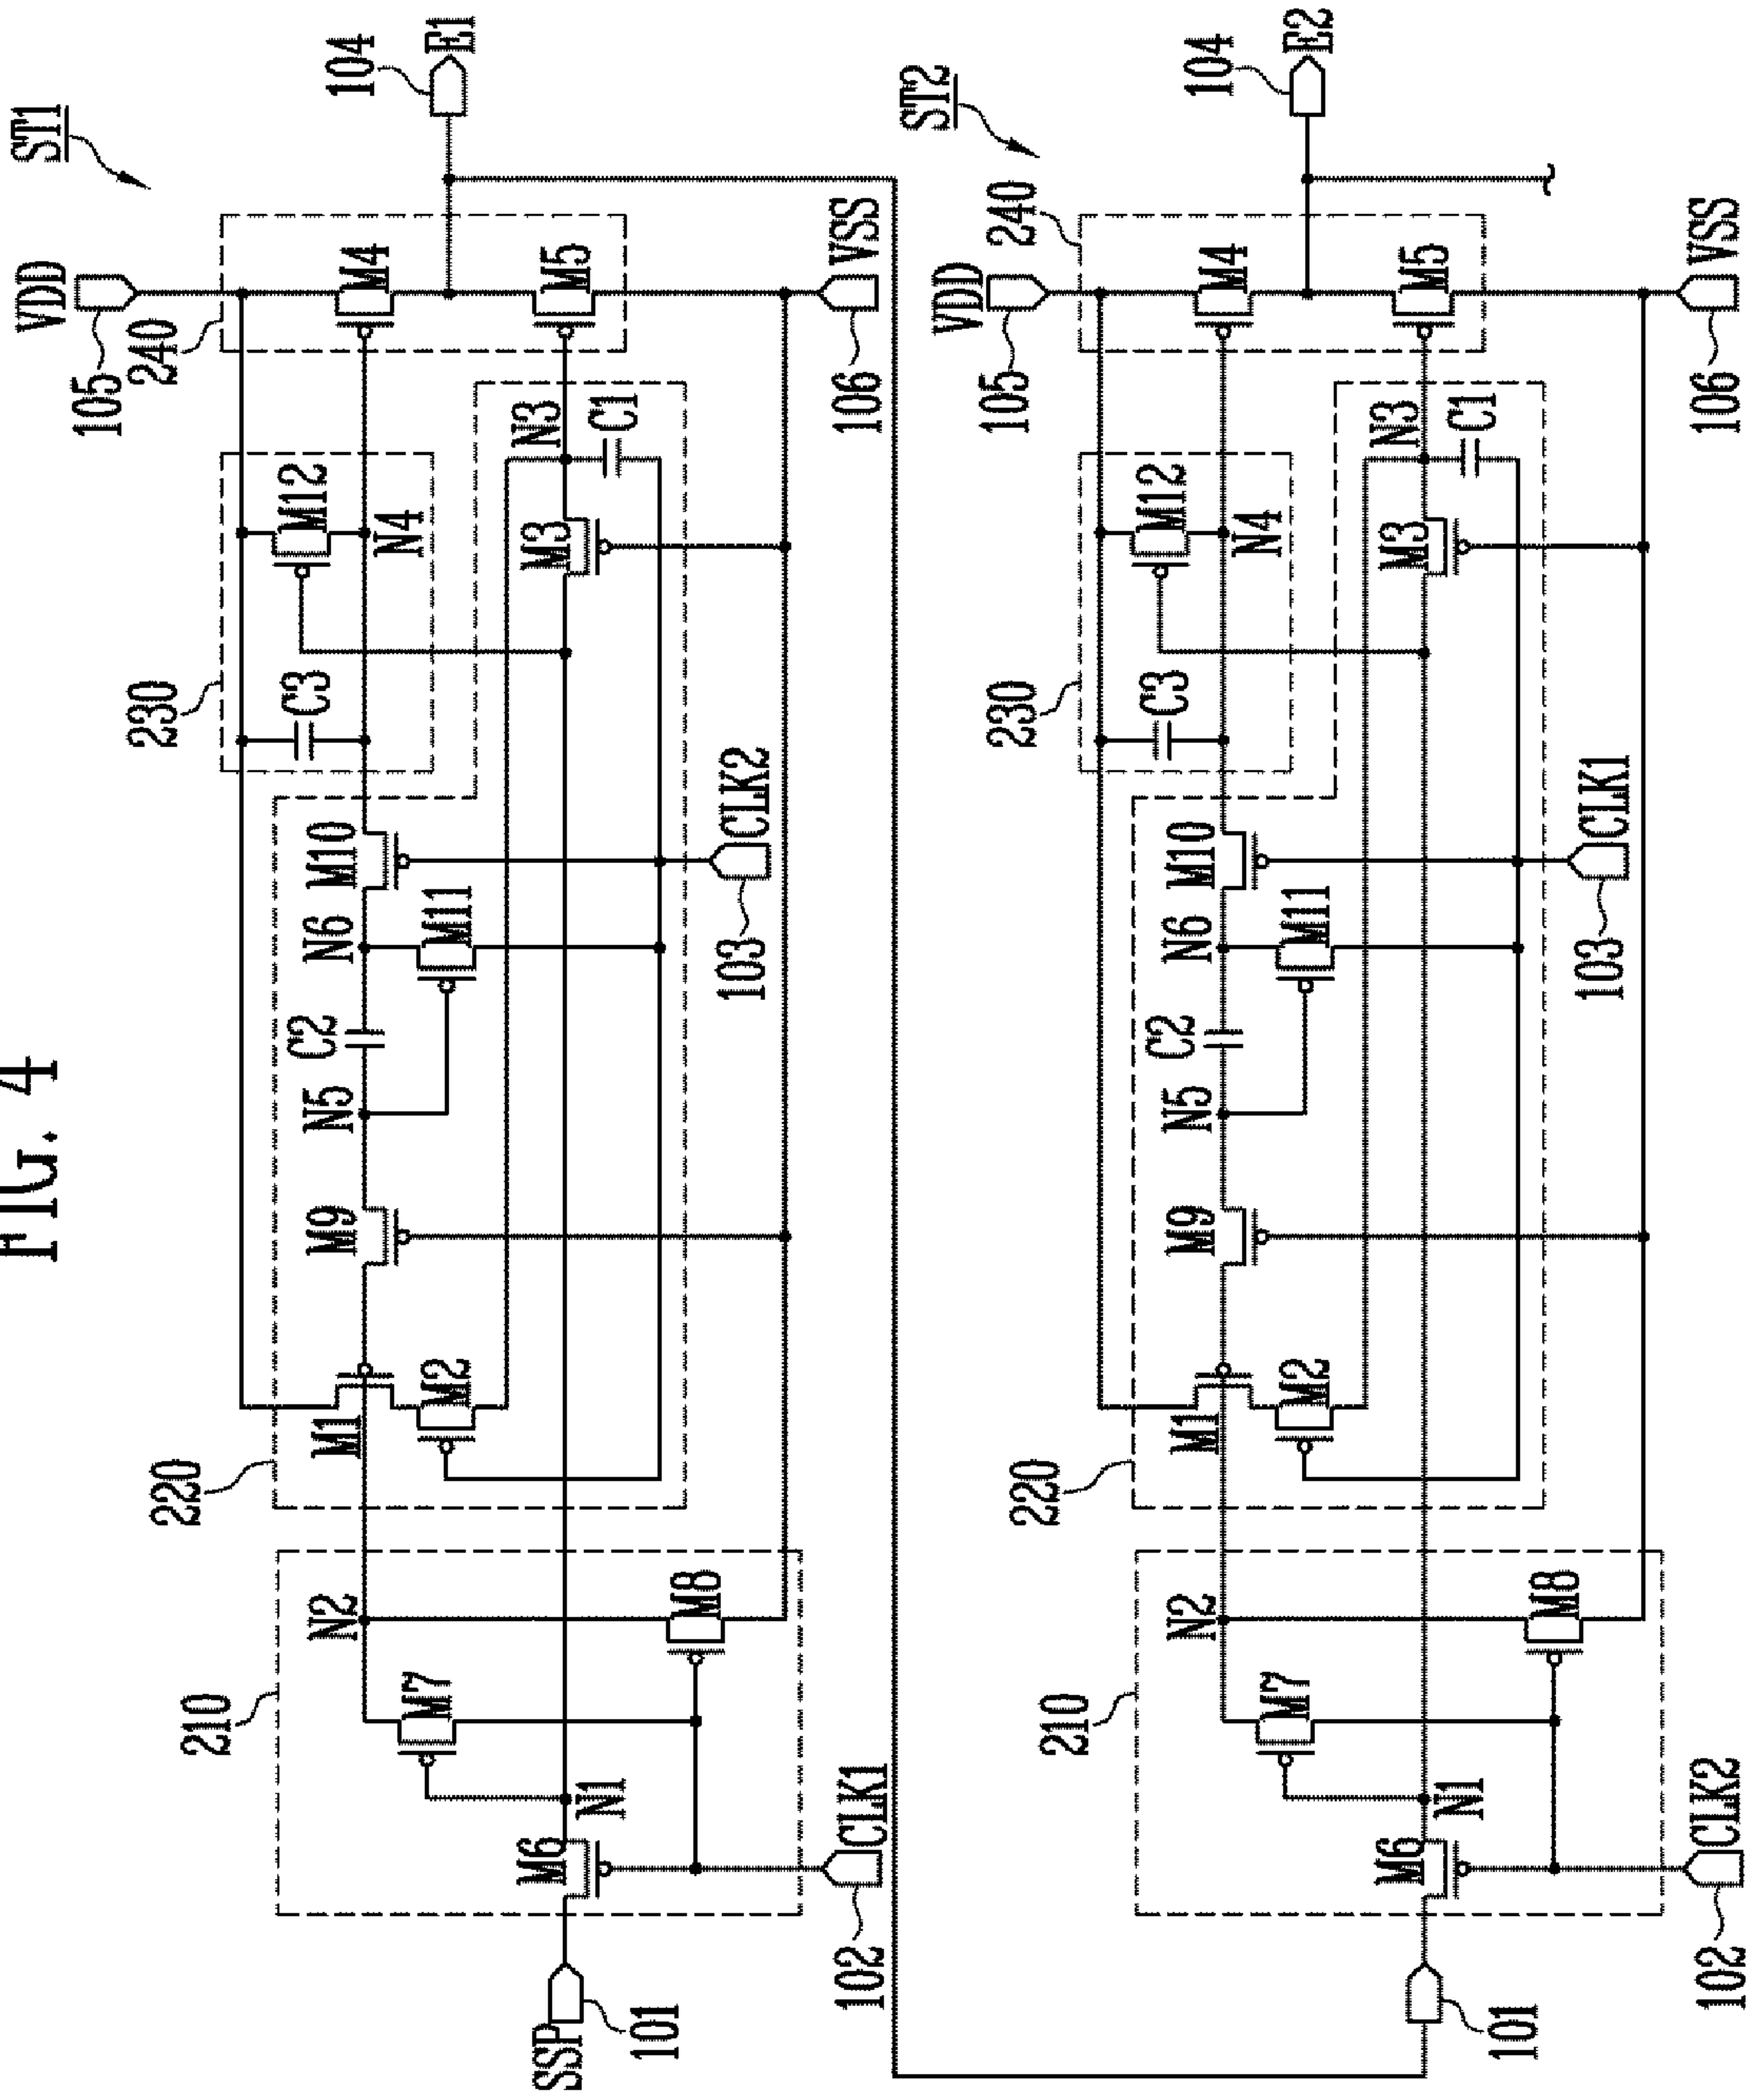 FIG. 4
ST1
VDD
105
240
104
E1
M4
M5
VSS
106
230
C3
M12
N4
N3
C1
M3
220
M1
M2
M9
N5
C2
N6
M10
M11
CLK2
103
210
N2
M7
M8
M6
N1
SSP
101
CLK1
102
ST2
VDD
105
240
104
E2
M4
M5
VSS
106
230
C3
M12
N4
N3
C1
M3
220
M1
M2
M9
N5
C2
N6
M10
M11
CLK1
103
210
N2
M7
M8
M6
N1
101
CLK2
102